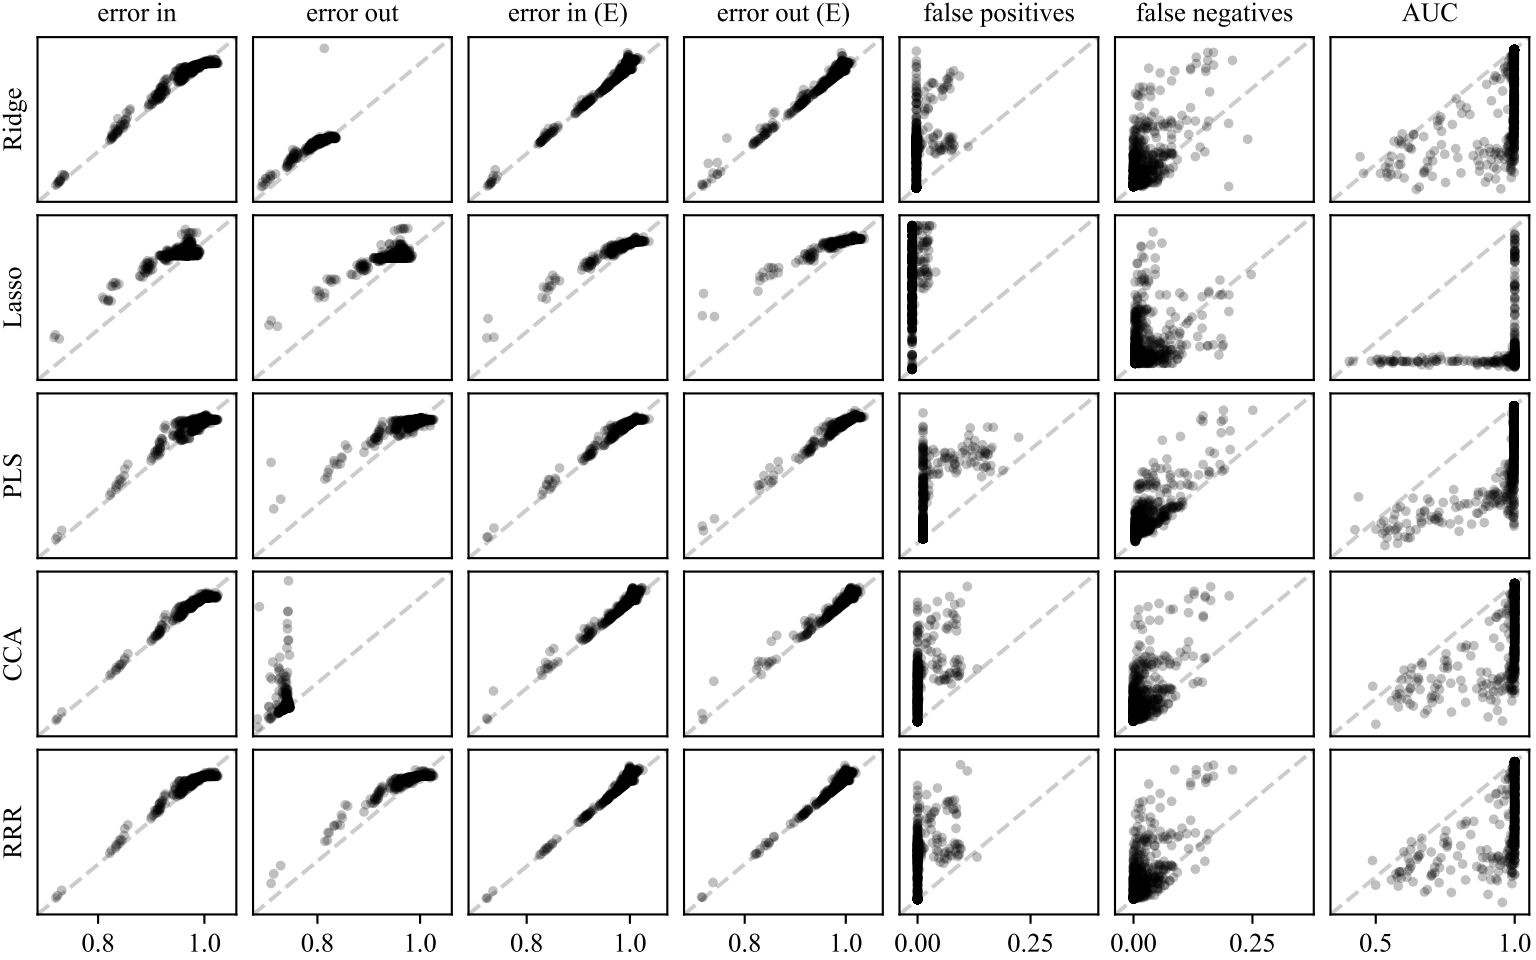 error in error out error in (E) error out (E) false positives false negatives AUC
Ridge
Lasso
PLS
CCA
RRR
0.8 1.0 0.8 1.0 0.8 1.0 0.8 1.0 0.00 0.25 0.00 0.25 0.5 1.0